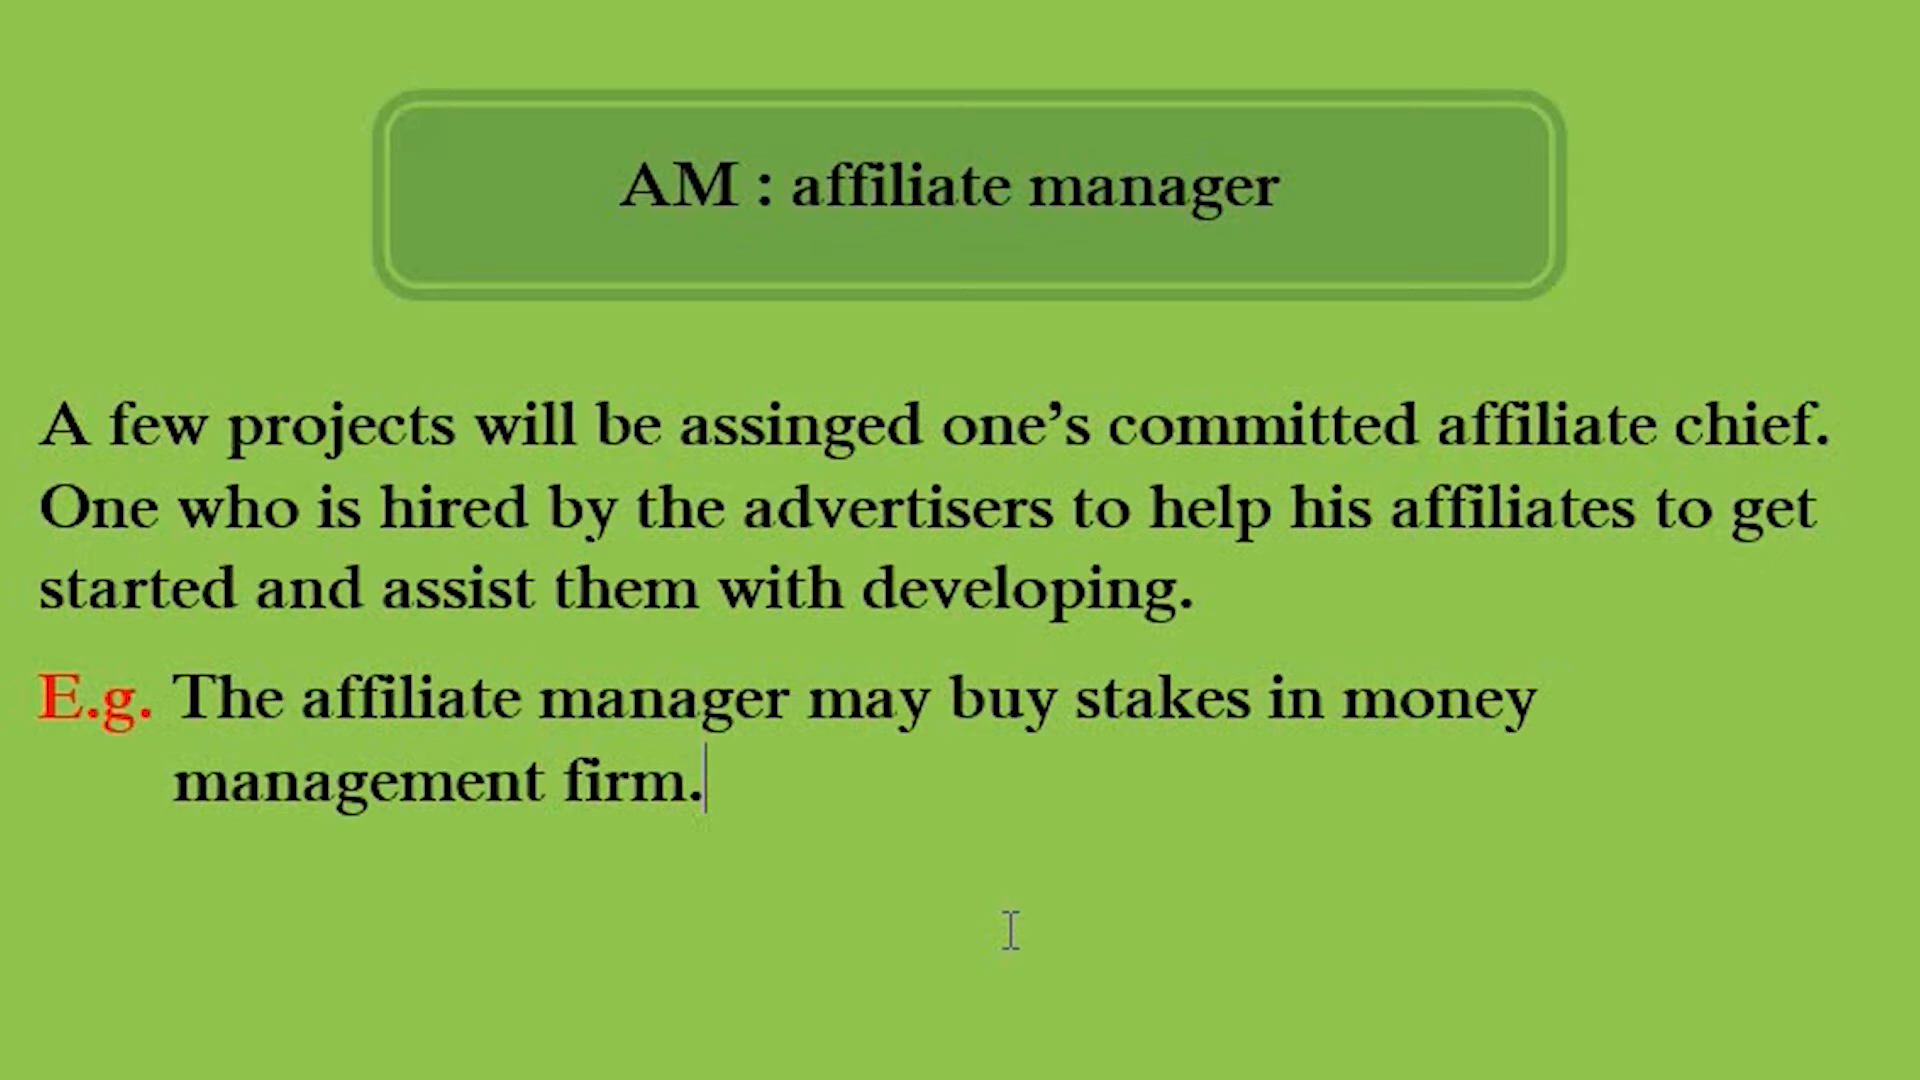 AM : affiliate manager
A few projects will be assinged one’s committed affiliate chief.
One who is hired by the advertisers to help his affiliates to get
started and assist them with developing.
E.g. The affiliate manager may buy stakes in money
management firm.